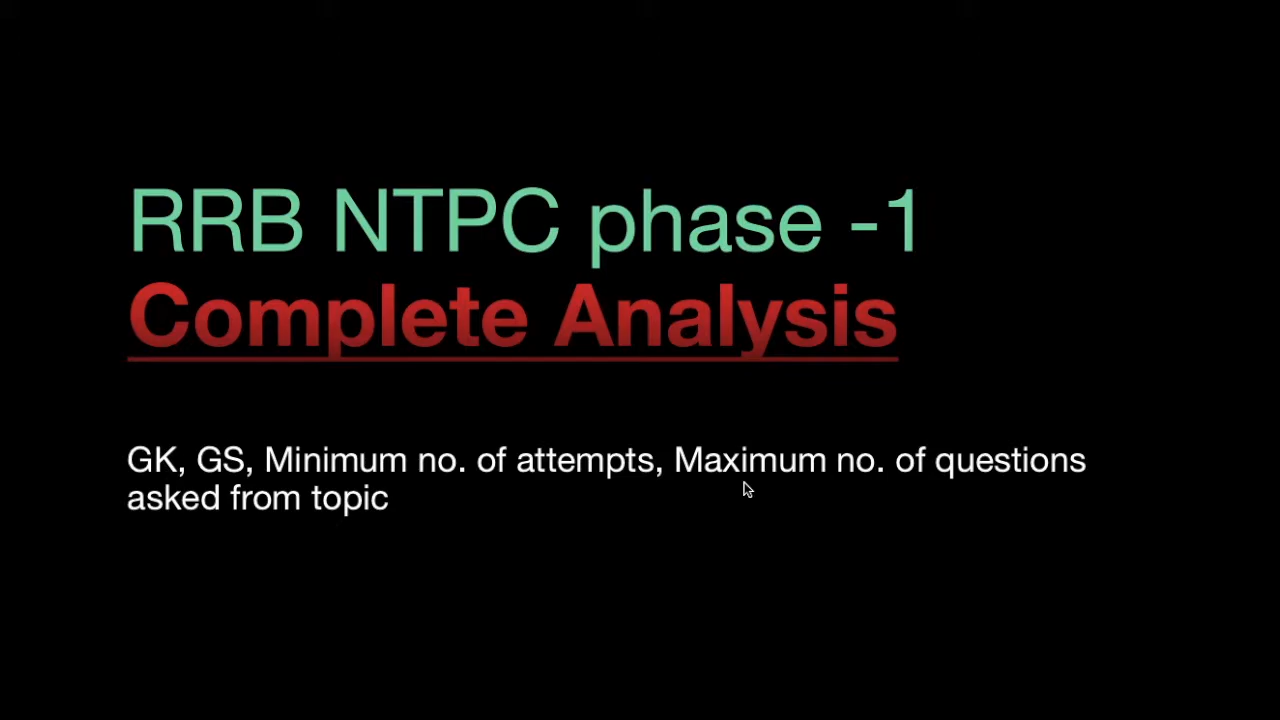 RRB NTPC phase -1
Complete Analysis
GK, GS, Minimum no. of attempts, Maximum no. of questions
asked from topic